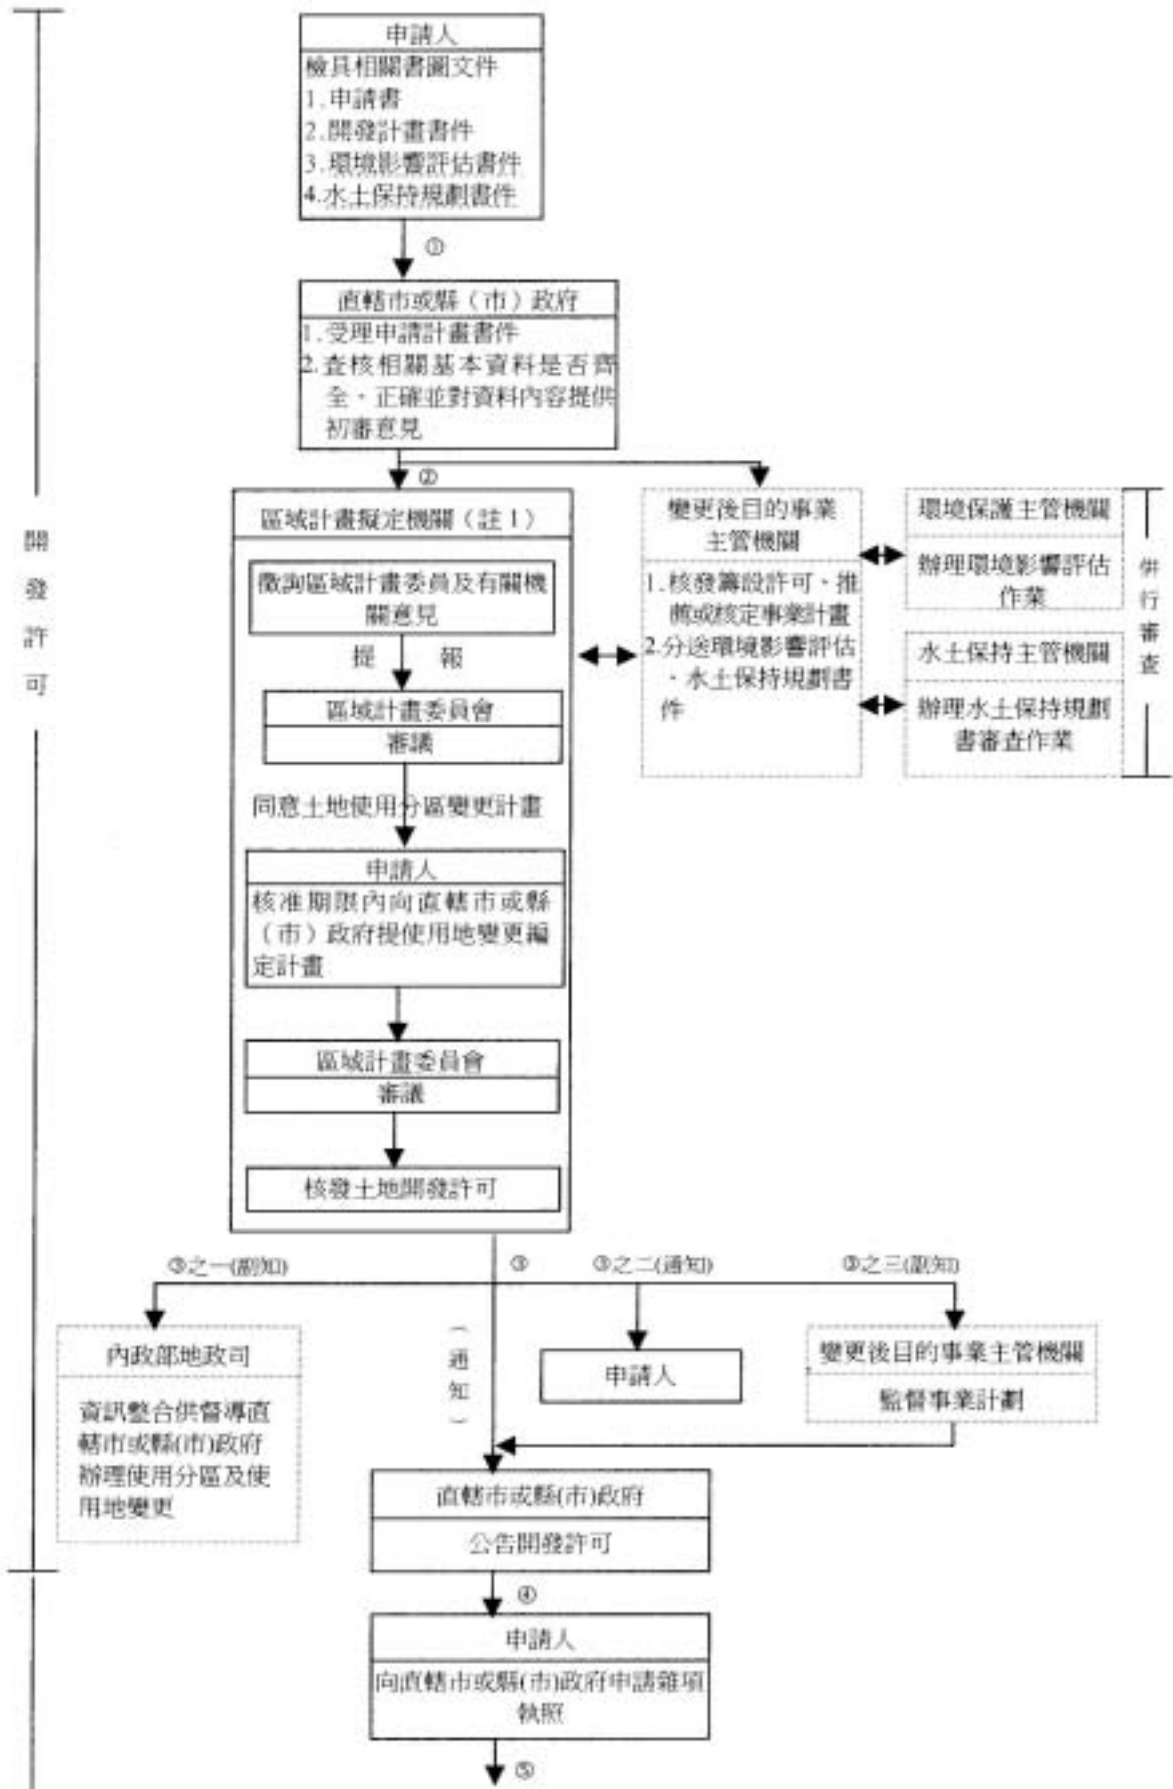 申請人
檢具相關書圖文件
1.申請書
2.開發計畫書件
3.環境影響評估書件
4.水土保持規劃書件
①
直轄市或縣（市）政府
1.受理申請計畫書件
2.查核相關基本資料是否齊
全、正確並對資料內容提供
初審意見
②
開發許可
區域計畫擬定機關（註1）
徵詢區域計畫委員及有關機
關意見
提 報
區域計畫委員會
審議
同意土地使用分區變更計畫
申請人
核准期限內向直轄市或縣
（市）政府提使用地變更編
定計畫
區域計畫委員會
審議
核發土地開發許可
變更後目的事業
主管機關
1.核發籌設許可、推
薦或核定事業計畫
2.分送環境影響評估
、水土保持規劃書
件
環境保護主管機關
辦理環境影響評估
作業
水土保持主管機關
辦理水土保持規劃
書審查作業
併行審查
③之一(副知)
③
③之二(通知)
③之三(副知)
內政部地政司
資訊整合供督導直
轄市或縣(市)政府
辦理使用分區及使
用地變更
（通知）
申請人
變更後目的事業主管機關
監督事業計劃
直轄市或縣(市)政府
公告開發許可
④
申請人
向直轄市或縣(市)政府申請雜項
執照
⑤